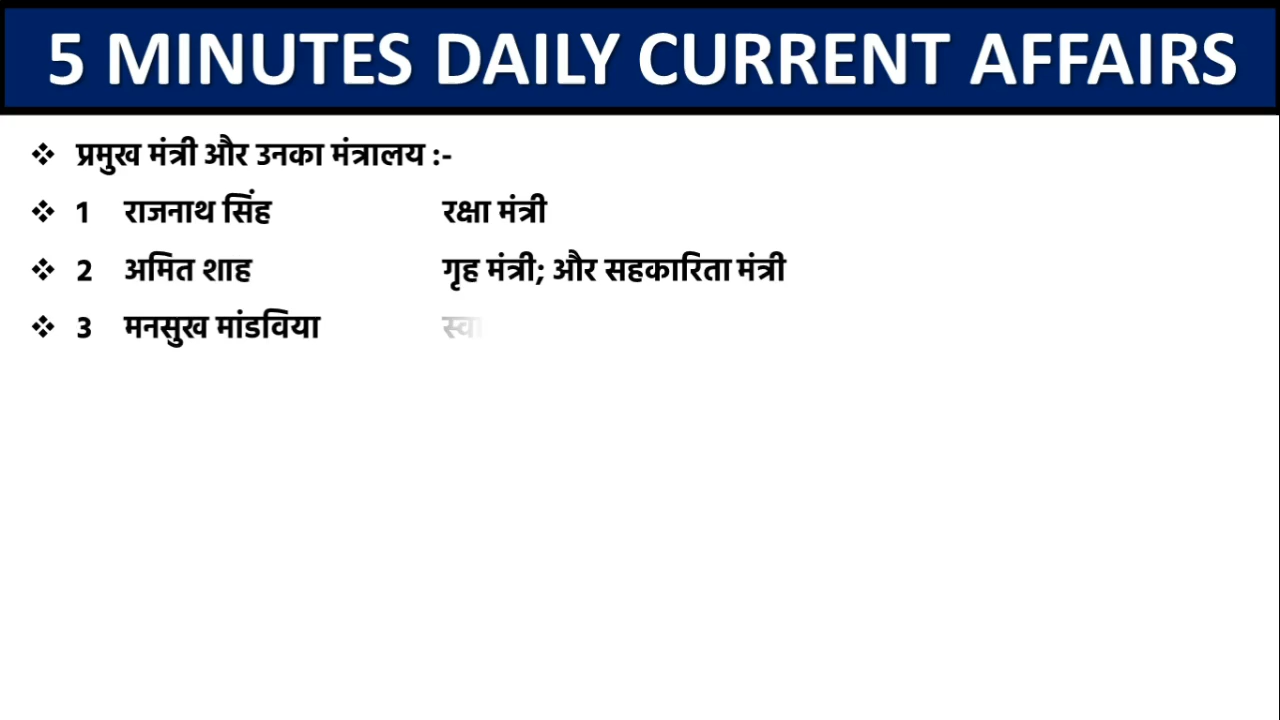 5 MINUTES DAILY CURRENT AFFAIRS
❖ प्रमुख मंत्री और उनका मंत्रालय :-
❖ 1 राजनाथ सिंह रक्षा मंत्री
❖ 2 अमित शाह गृह मंत्री; और सहकारिता मंत्री
❖ 3 मनसुख मांडविया